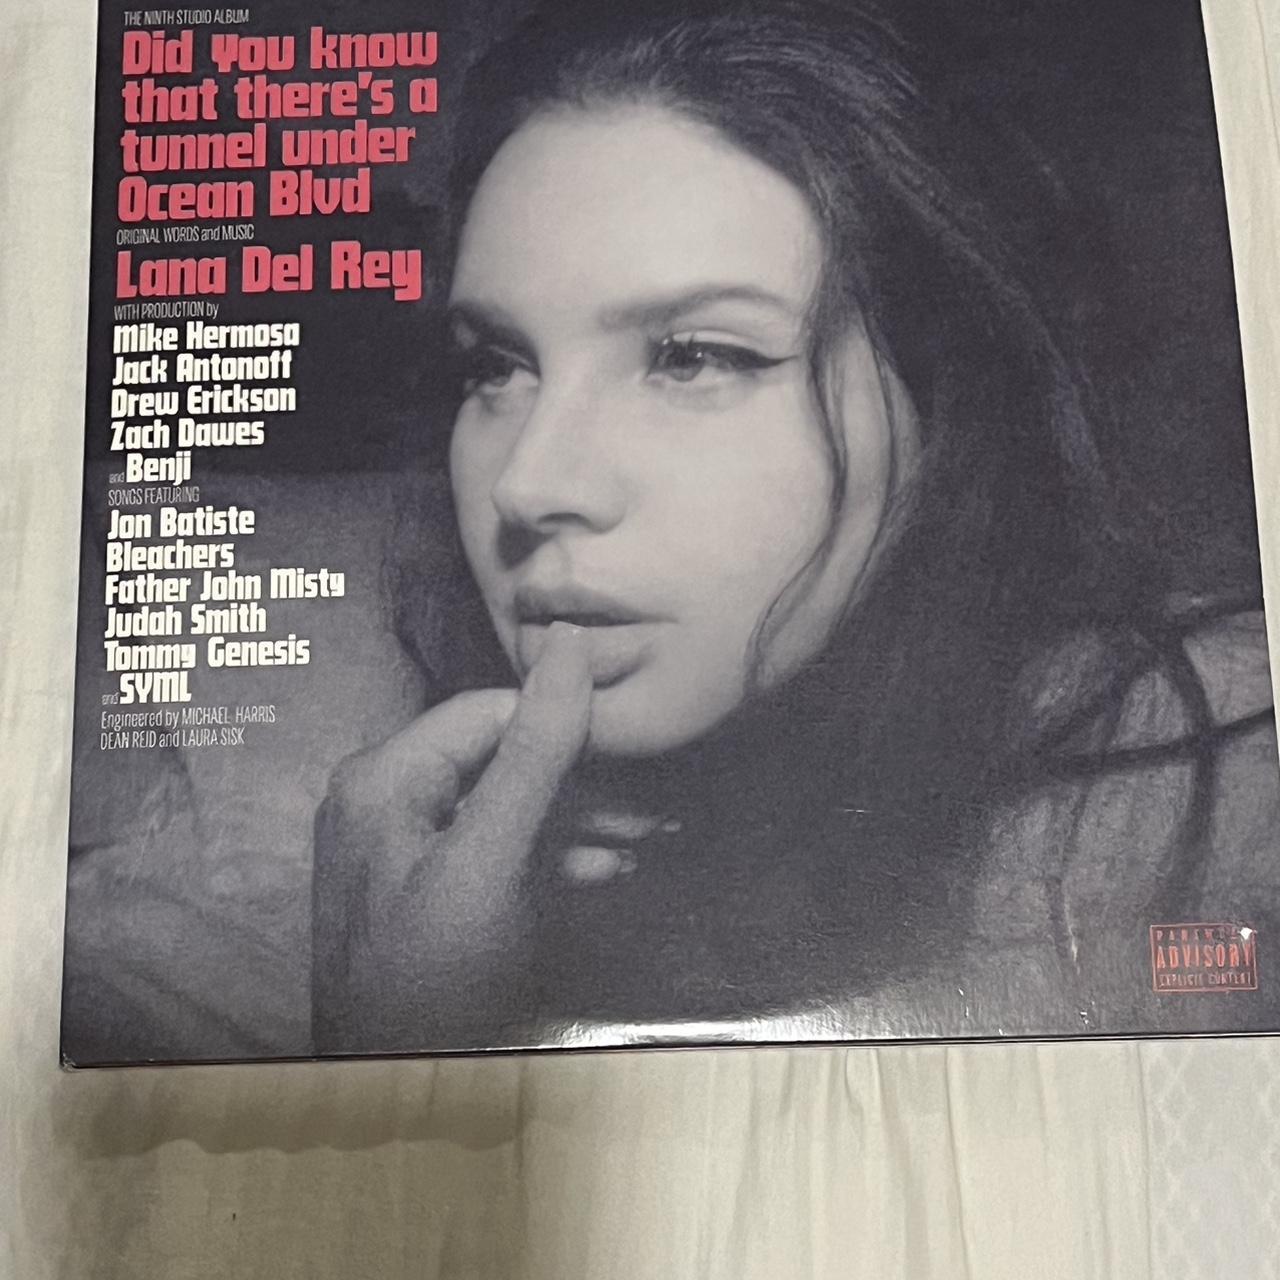 THE NINTH STUDIO ALBUM
Did you know
that there's a
tunnel under
Ocean Blvd
ORIGINAL WORDS and MUSIC
Lana Del Rey
WITH PRODUCTION by
Mike Hermosa
Jack Antonoff
Drew Erickson
Zach Dawes
and Benji
SONGS FEATURING
Jon Batiste
Bleachers
Father John Misty
Judah Smith
Tommy Genesis
and SYML
Engineered by MICHAEL HARRIS
DEAN REID and LAURA SISK
PARENTAL
ADVISORY
EXPLICIT CONTENT